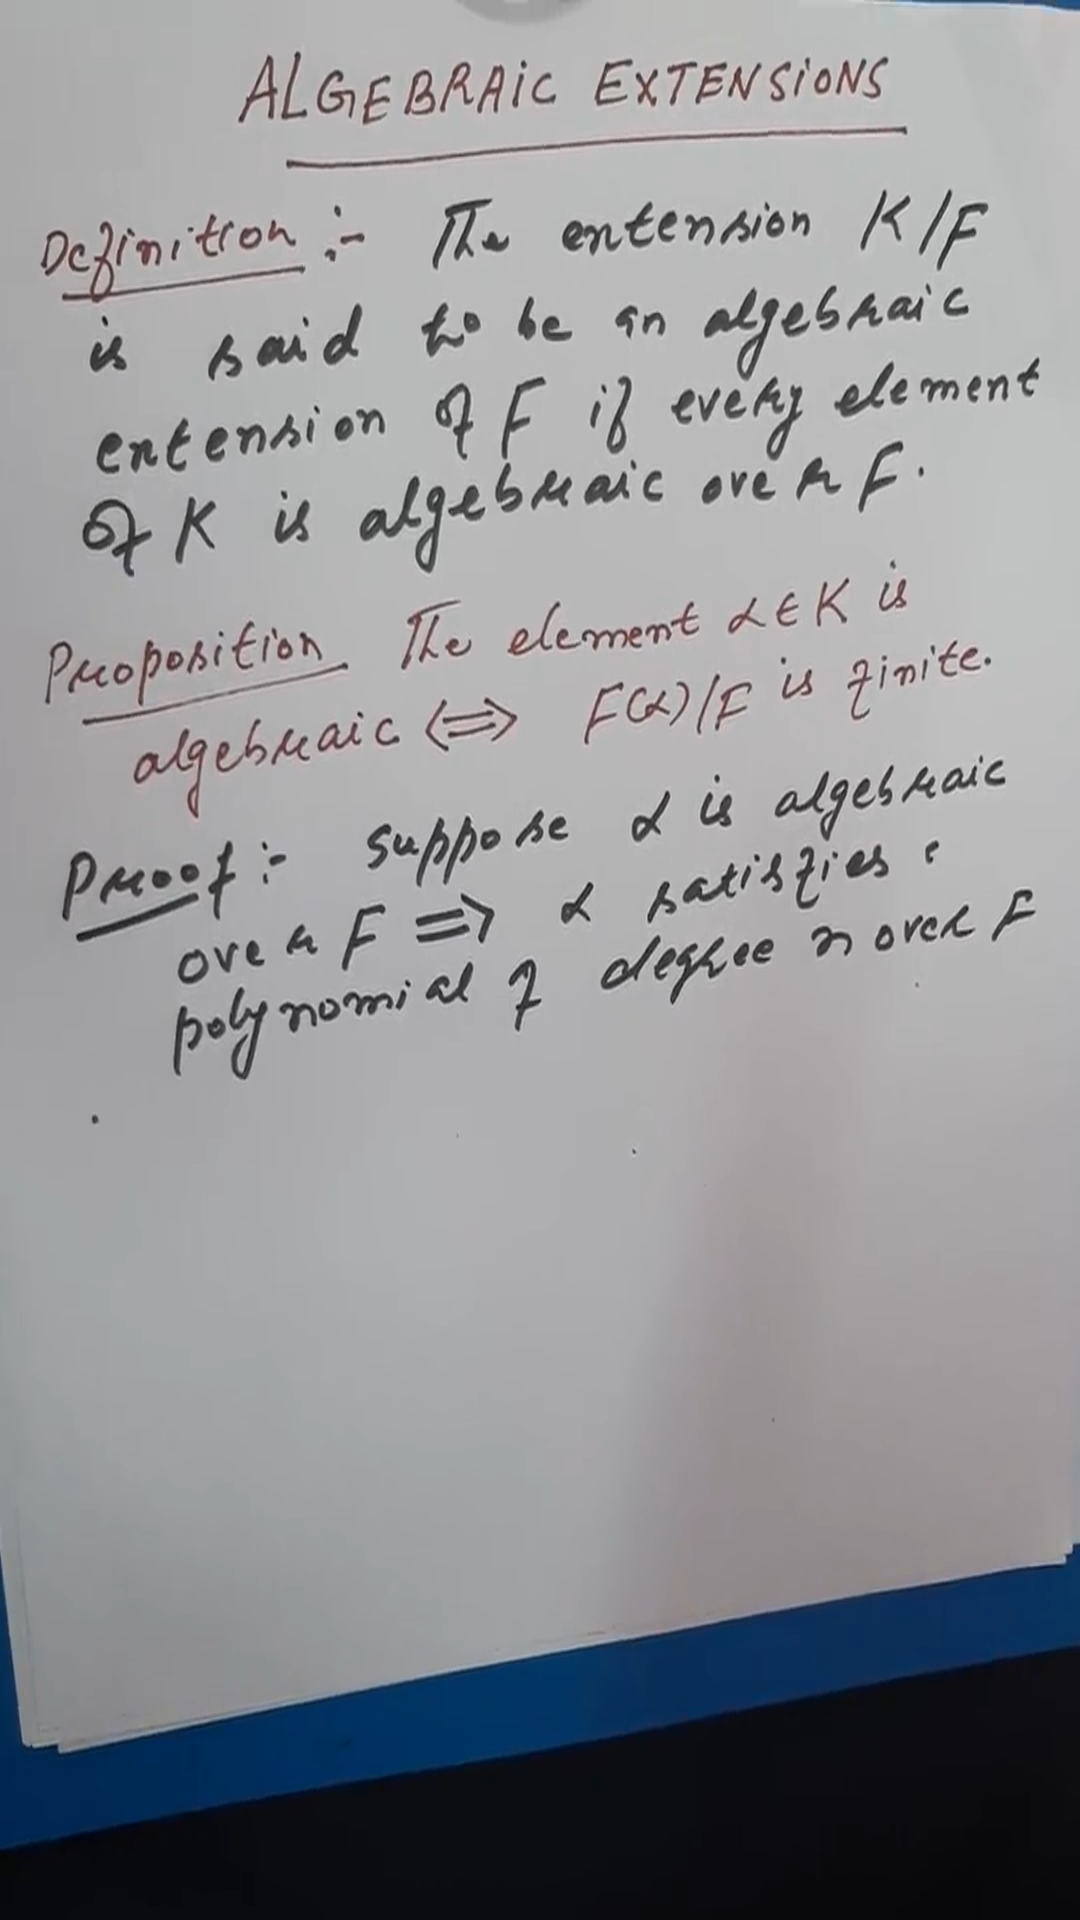 ALGEBRAIC EXTENSIONS
Definition :- The extension K/F
is said to be an algebraic
extension of F if every element
of K is algebraic over F.
Proposition The element α∈K is
algebraic ⇔ F(α)/F is finite.
Proof :- suppose α is algebraic
over F ⇒ α satisfies
polynomial of degree n over F